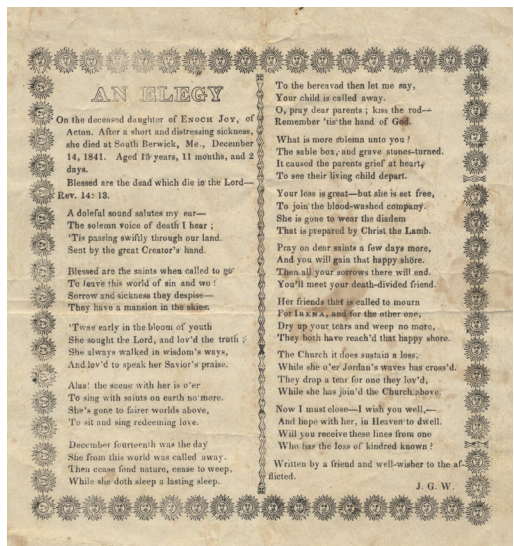 AN ELEGY
On the deceased daughter of ENOCH JOY, of
Acton. After a short and distressing sickness,
she died at South Berwick, Me., December
14, 1841. Aged 15 years, 11 months, and 2
days.
Blessed are the dead which die in the Lord—
Rev. 14: 13.
A doleful sound salutes my ear—
The solemn voice of death I hear ;
'Tis passing swiftly through our land.
Sent by the great Creator's hand.
Blessed are the saints when called to go
To leave this world of sin and wo !
Sorrow and sickness they despise—
They have a mansion in the skies.
'Twas early in the bloom of youth
She sought the Lord, and lov'd the truth ;
She always walked in wisdom's ways,
And lov'd to speak her Savior's praise.
Alas! the scene with her is o'er
To sing with saints on earth no more.
She's gone to fairer worlds above,
To sit and sing redeeming love.
December fourteenth was the day
She from this world was called away.
Then cease fond nature, cease to weep.
While she doth sleep a lasting sleep.
To the bereaved then let me say,
Your child is called away.
O, pray dear parents ; kiss the rod—
Remember 'tis the hand of God.
What is more solemn unto you ?
The sable box, and grave stones-turned.
It caused the parents grief at heart,
To see their living child depart.
Your loss is great—but she is set free,
To join the blood-washed company.
She is gone to wear the diadem
That is prepared by Christ the Lamb.
Pray on dear saints a few days more,
And you will gain that happy shore.
Then all your sorrows there will end.
You'll meet your death-divided friend.
Her friends that is called to mourn
For IRENA, and for the other one,
Dry up your tears and weep no more,
They both have reach'd that happy shore.
The Church it does sustain a loss,
While she o'er Jordan's waves has cross'd.
They drop a tear for one they lov'd,
While she has join'd the Church above.
Now I must close—I wish you well,—
And hope with her, in Heaven to dwell.
Will you receive these lines from one
Who has the loss of kindred known ?
Written by a friend and well-wisher to the af-
flicted.
J. G. W.